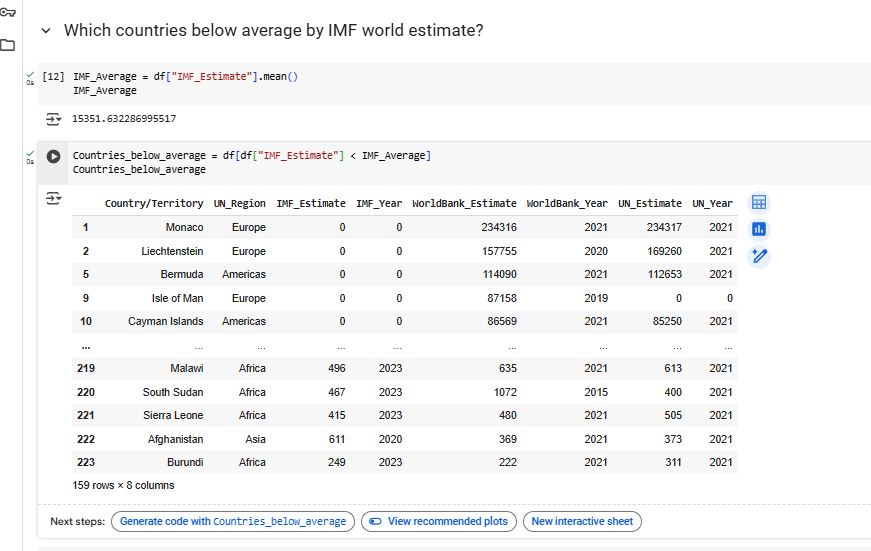 Which countries below average by IMF world estimate?
[12] IMF_Average = df["IMF_Estimate"].mean()
IMF_Average
0s
15351.632286995517
Countries_below_average = df[df["IMF_Estimate"] < IMF_Average]
0s
Countries_below_average
Country/Territory UN_Region IMF_Estimate IMF_Year WorldBank_Estimate WorldBank_Year UN_Estimate UN_Year
1 Monaco Europe 0 0 234316 2021 234317 2021
2 Liechtenstein Europe 0 0 157755 2020 169260 2021
5 Bermuda Americas 0 0 114090 2021 112653 2021
9 Isle of Man Europe 0 0 87158 2019 0 0
10 Cayman Islands Americas 0 0 86569 2021 85250 2021
... ... ... ... ... ... ... ... ...
219 Malawi Africa 496 2023 635 2021 613 2021
220 South Sudan Africa 467 2023 1072 2015 400 2021
221 Sierra Leone Africa 415 2023 480 2021 505 2021
222 Afghanistan Asia 611 2020 369 2021 373 2021
223 Burundi Africa 249 2023 222 2021 311 2021
159 rows × 8 columns
Next steps: Generate code with Countries_below_average View recommended plots New interactive sheet